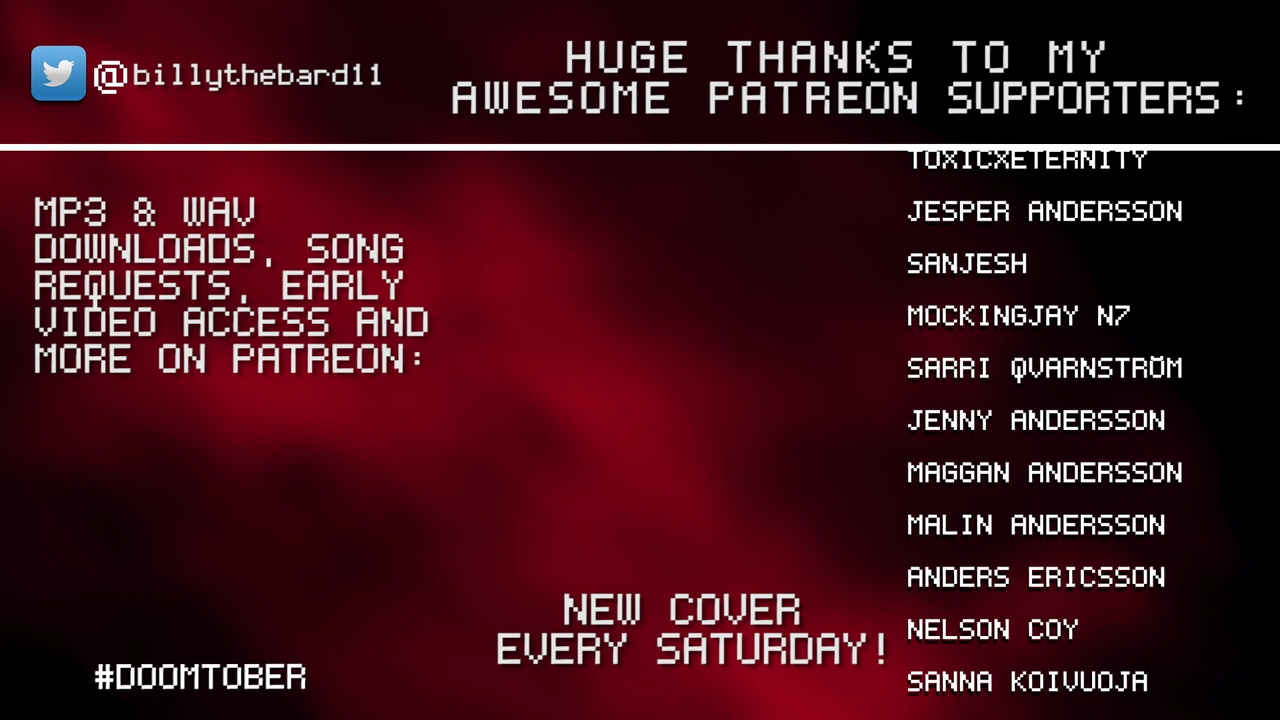 @billythebard11
HUGE THANKS TO MY
AWESOME PATREON SUPPORTERS:
MP3 & WAV
DOWNLOADS, SONG
REQUESTS, EARLY
VIDEO ACCESS AND
MORE ON PATREON:
#DOOMTOBER
NEW COVER
EVERY SATURDAY!
TOXICXETERNITY
JESPER ANDERSSON
SANJESH
MOCKINGJAY N7
SARRI QVARNSTRÖM
JENNY ANDERSSON
MAGGAN ANDERSSON
MALIN ANDERSSON
ANDERS ERICSSON
NELSON COY
SANNA KOIVUOJA